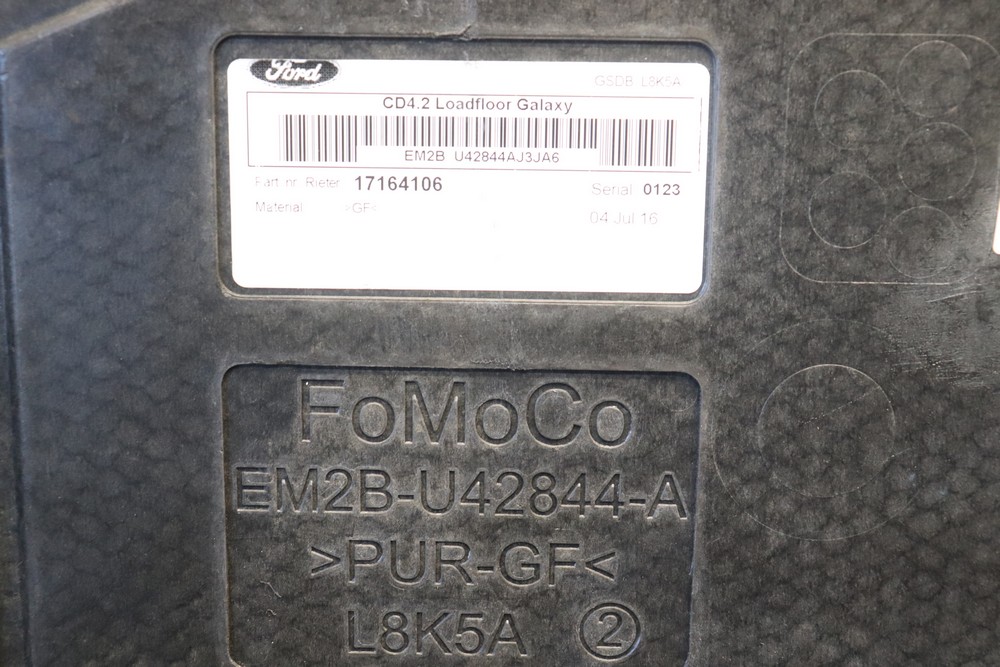 Ford
GSDB L8K5A
CD4.2 Loadfloor Galaxy
EM2B U42844AJ3JA6
Part nr. Rieter 17164106
Serial 0123
Material >GF<
04 Jul 16
FoMoCo
EM2B-U42844-A
>PUR-GF<
L8K5A 2